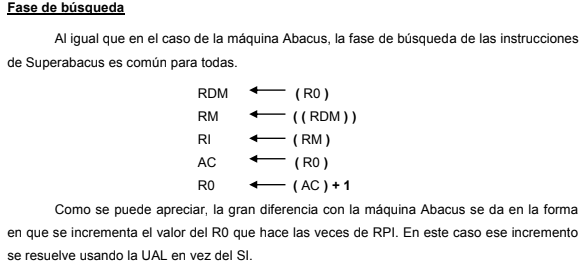 Fase de búsqueda
Al igual que en el caso de la máquina Abacus, la fase de búsqueda de las instrucciones
de Superabacus es común para todas.
RDM ← ( R0 )
RM ← ( ( RDM ) )
RI ← ( RM )
AC ← ( R0 )
R0 ← ( AC ) + 1
Como se puede apreciar, la gran diferencia con la máquina Abacus se da en la forma
en que se incrementa el valor del R0 que hace las veces de RPI. En este caso ese incremento
se resuelve usando la UAL en vez del SI.